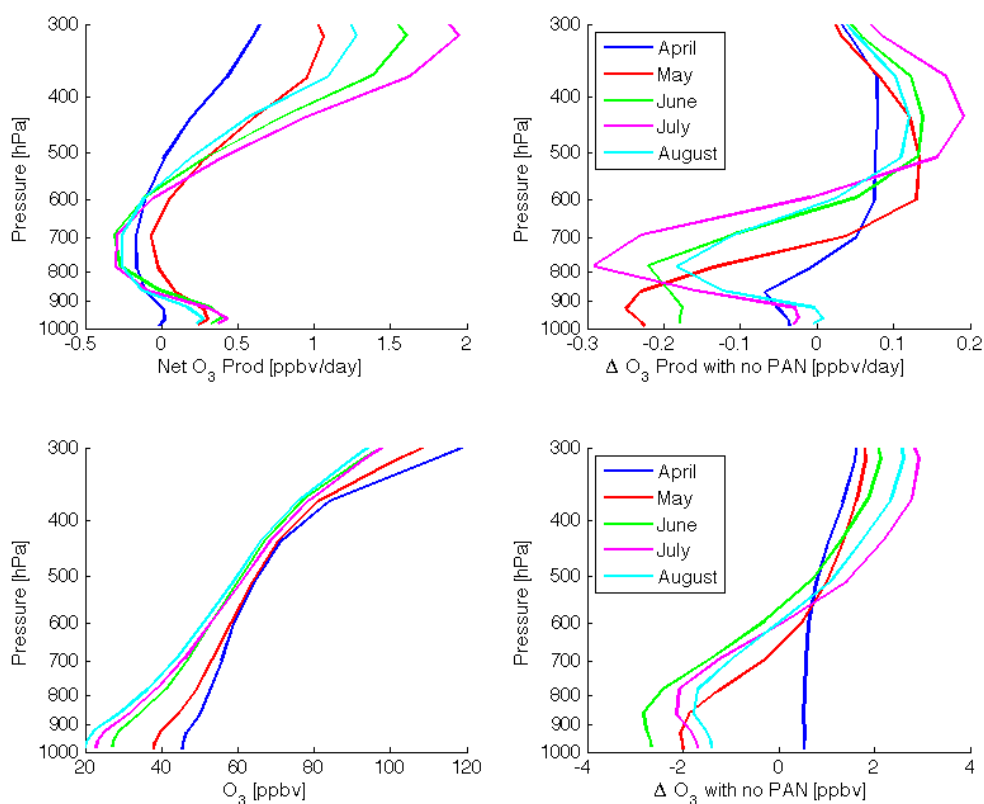 300
400
500
600
700
800
900
1000
Pressure [hPa]
-0.5 0 0.5 1 1.5 2
Net O3 Prod [ppbv/day]
300
400
500
600
700
800
900
1000
Pressure [hPa]
April
May
June
July
August
-0.3 -0.2 -0.1 0 0.1 0.2
Δ O3 Prod with no PAN [ppbv/day]
300
400
500
600
700
800
900
1000
Pressure [hPa]
20 40 60 80 100 120
O3 [ppbv]
300
400
500
600
700
800
900
1000
Pressure [hPa]
April
May
June
July
August
-4 -2 0 2 4
Δ O3 with no PAN [ppbv]